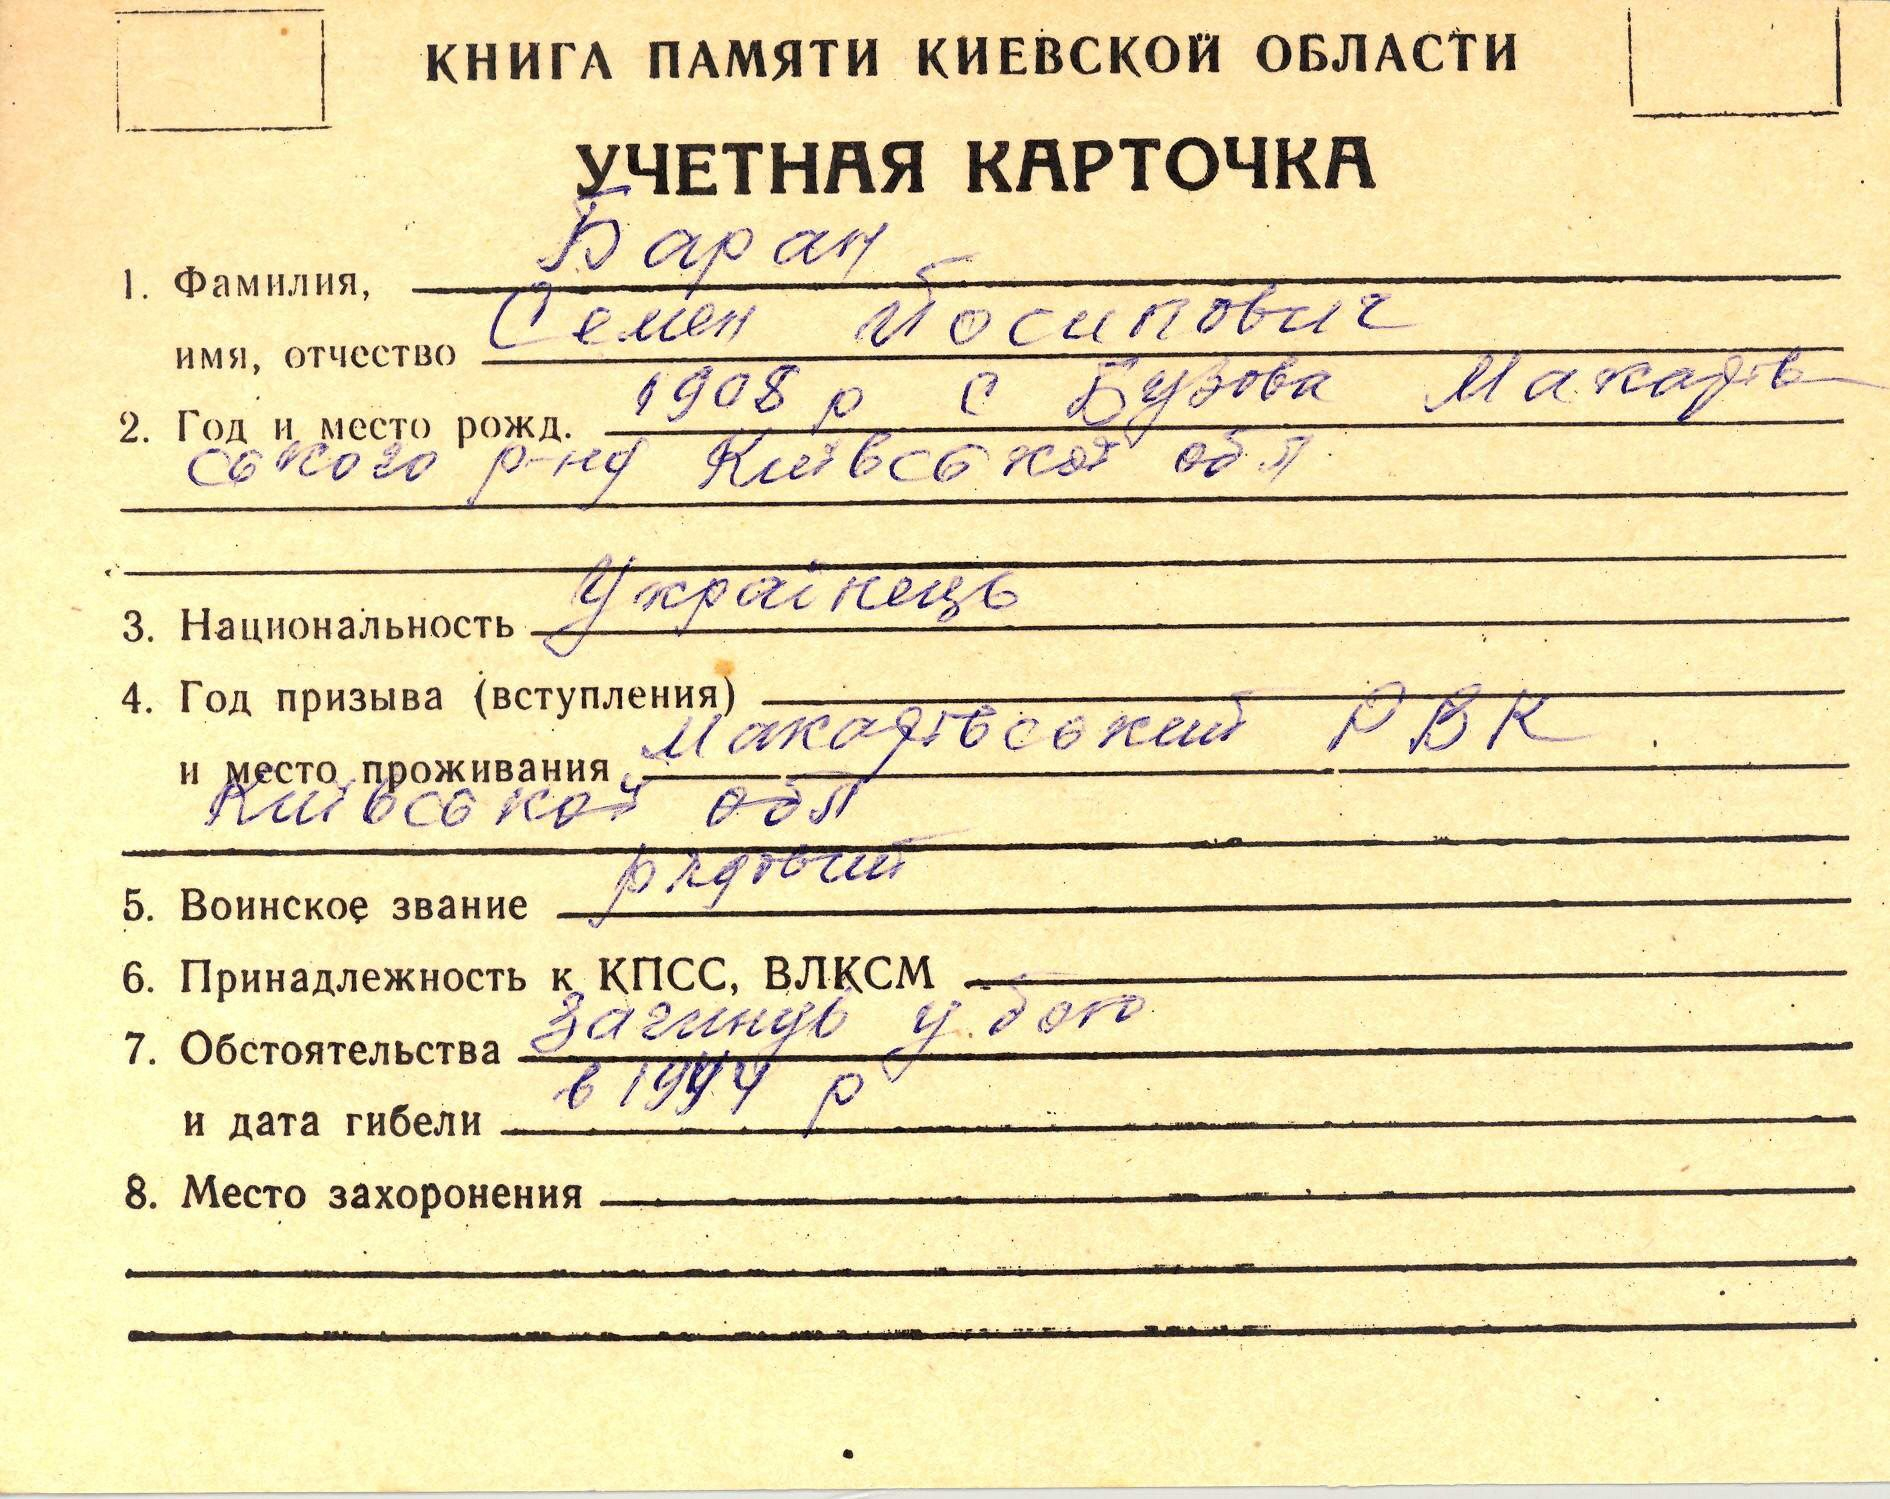 КНИГА ПАМЯТИ КИЕВСКОЙ ОБЛАСТИ
УЧЕТНАЯ КАРТОЧКА
1. Фамилия, Баран
имя, отчество Семен Йосипович
2. Год и место рожд. 1908 р с Бузова Макарів
ського р-ну Київської обл.
3. Национальность Українець
4. Год призыва (вступления)
и место проживания Макарівський РВК
Київської обл
5. Воинское звание рядовий
6. Принадлежность к КПСС, ВЛКСМ
7. Обстоятельства загинув у бою
и дата гибели в 1944 р
8. Место захоронения